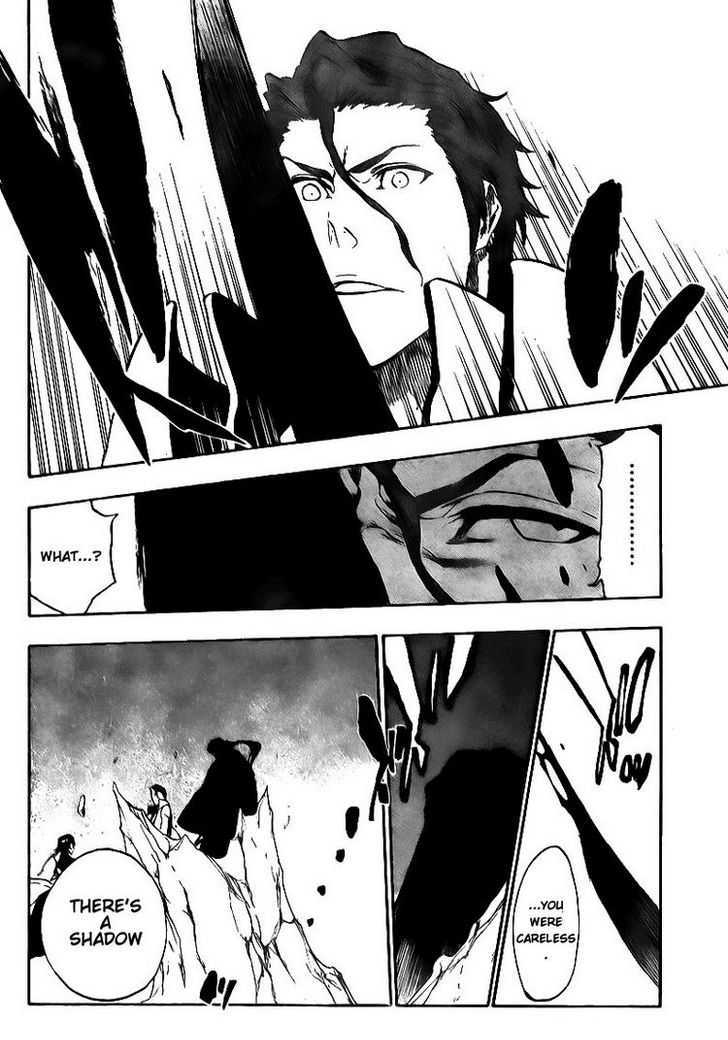 ..........
WHAT...?
...YOU
WERE
CARELESS
.
THERE'S
A
SHADOW